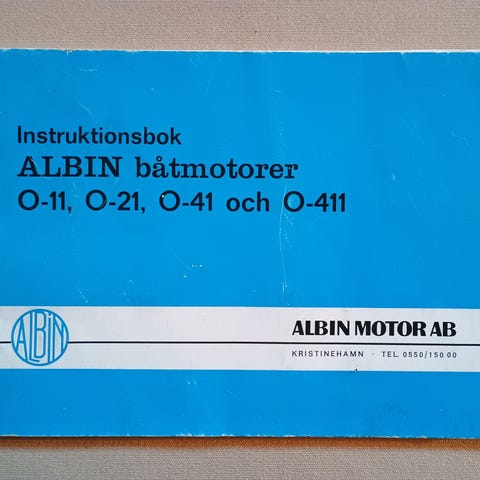 Instruktionsbok
ALBIN båtmotorer
O-11, O-21, O-41 och O-411
ALBIN
ALBIN MOTOR AB
KRISTINEHAMN · TEL. 0550/150 00